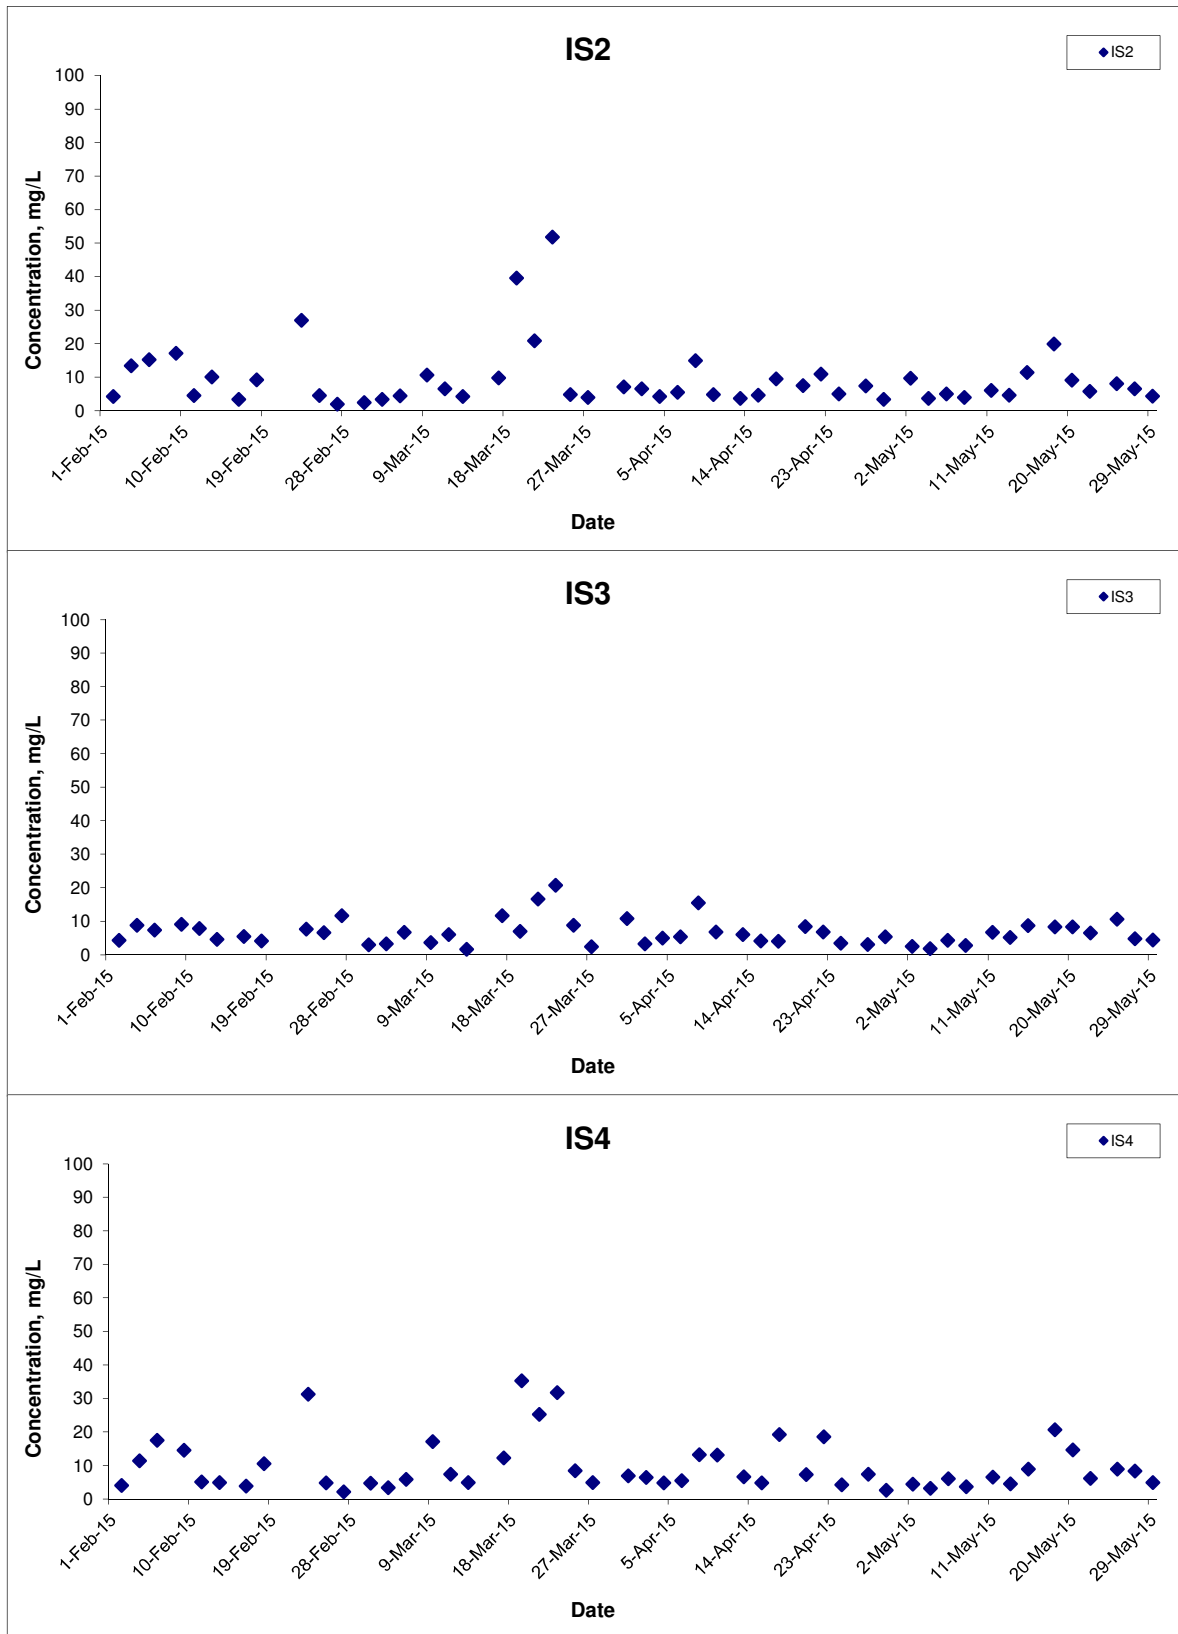 IS2
IS2
100
90
80
70
60
50
40
30
20
10
0
Concentration, mg/L
1-Feb-15
10-Feb-15
19-Feb-15
28-Feb-15
9-Mar-15
18-Mar-15
27-Mar-15
5-Apr-15
14-Apr-15
23-Apr-15
2-May-15
11-May-15
20-May-15
29-May-15
Date
IS3
IS3
100
90
80
70
60
50
40
30
20
10
0
Concentration, mg/L
1-Feb-15
10-Feb-15
19-Feb-15
28-Feb-15
9-Mar-15
18-Mar-15
27-Mar-15
5-Apr-15
14-Apr-15
23-Apr-15
2-May-15
11-May-15
20-May-15
29-May-15
Date
IS4
IS4
100
90
80
70
60
50
40
30
20
10
0
Concentration, mg/L
1-Feb-15
10-Feb-15
19-Feb-15
28-Feb-15
9-Mar-15
18-Mar-15
27-Mar-15
5-Apr-15
14-Apr-15
23-Apr-15
2-May-15
11-May-15
20-May-15
29-May-15
Date